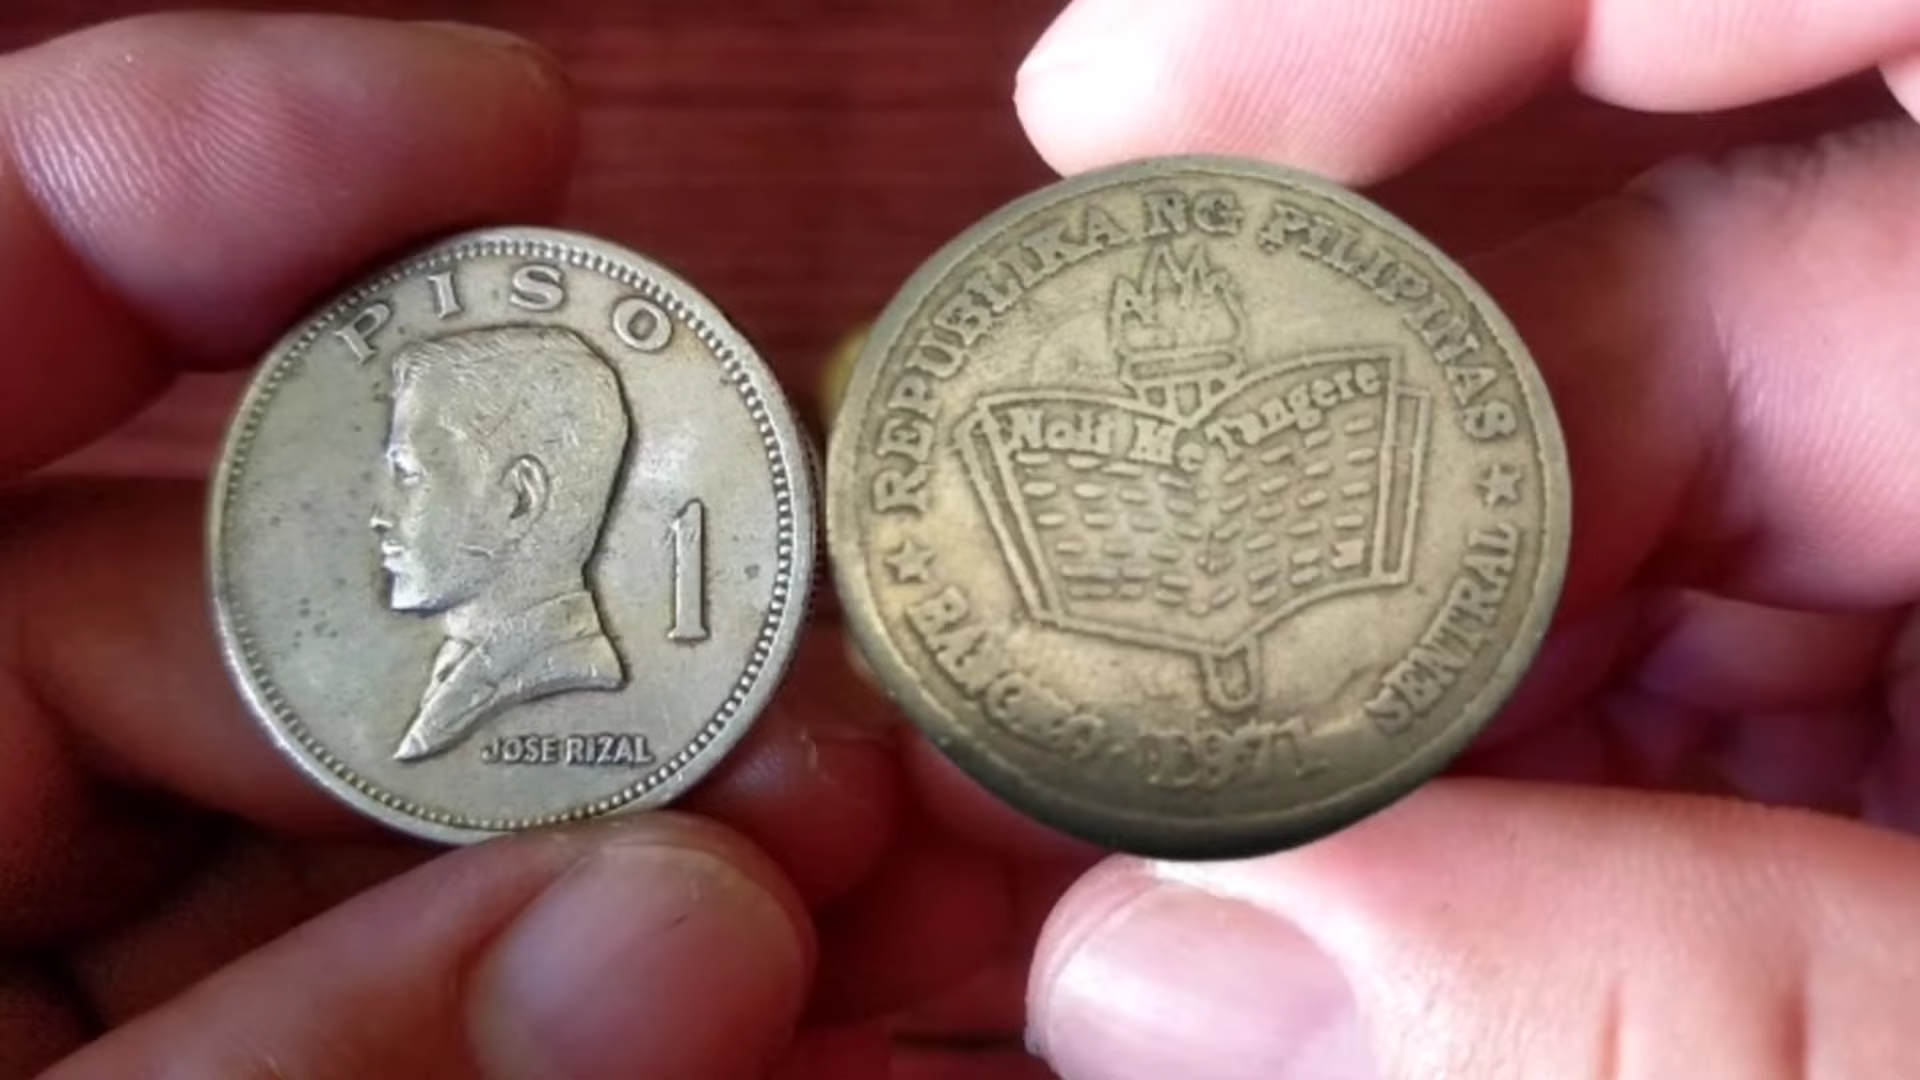 PISO
1
JOSE RIZAL
REPUBLIKA NG PILIPINAS
Noli Me Tangere
SENTRAL